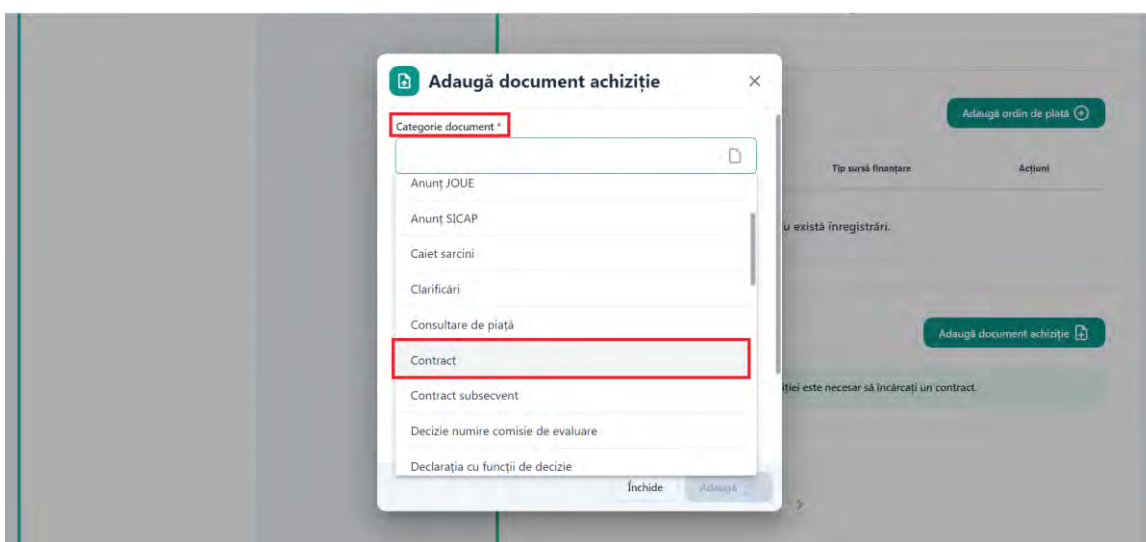 Adaugă document achiziție
Categorie document *
Anunț JOUE
Anunț SICAP
Caiet sarcini
Clarificări
Consultare de piață
Contract
Contract subsecvent
Decizie numire comisie de evaluare
Declarația cu funcții de decizie
Închide
Adaugă
Adaugă ordin de plată
Tip sursă finanțare
Acțiuni
u există înregistrări.
Adaugă document achiziție
iției este necesar să încărcați un contract.